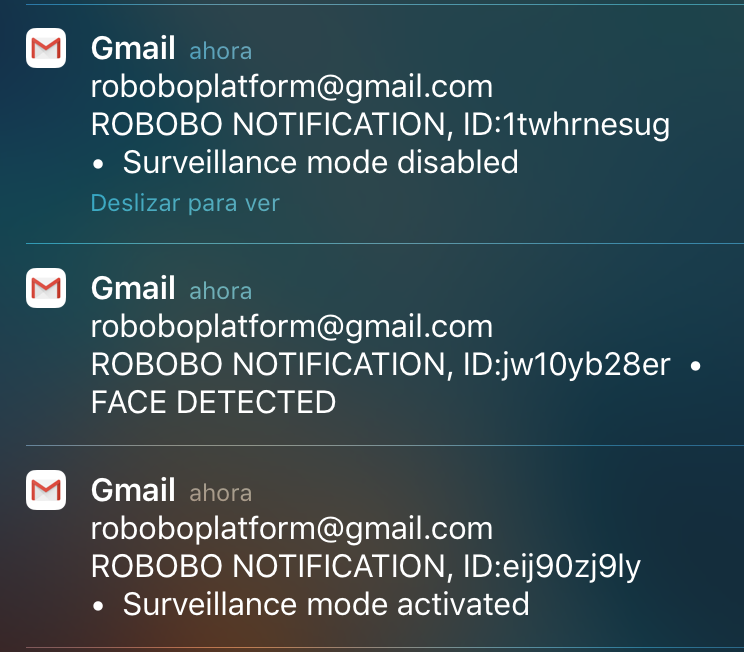 Gmail ahora
roboboplatform@gmail.com
ROBOBO NOTIFICATION, ID:1twhrnesug
• Surveillance mode disabled
Deslizar para ver
Gmail ahora
roboboplatform@gmail.com
ROBOBO NOTIFICATION, ID:jw10yb28er •
FACE DETECTED
Gmail ahora
roboboplatform@gmail.com
ROBOBO NOTIFICATION, ID:eij90zj9ly
• Surveillance mode activated